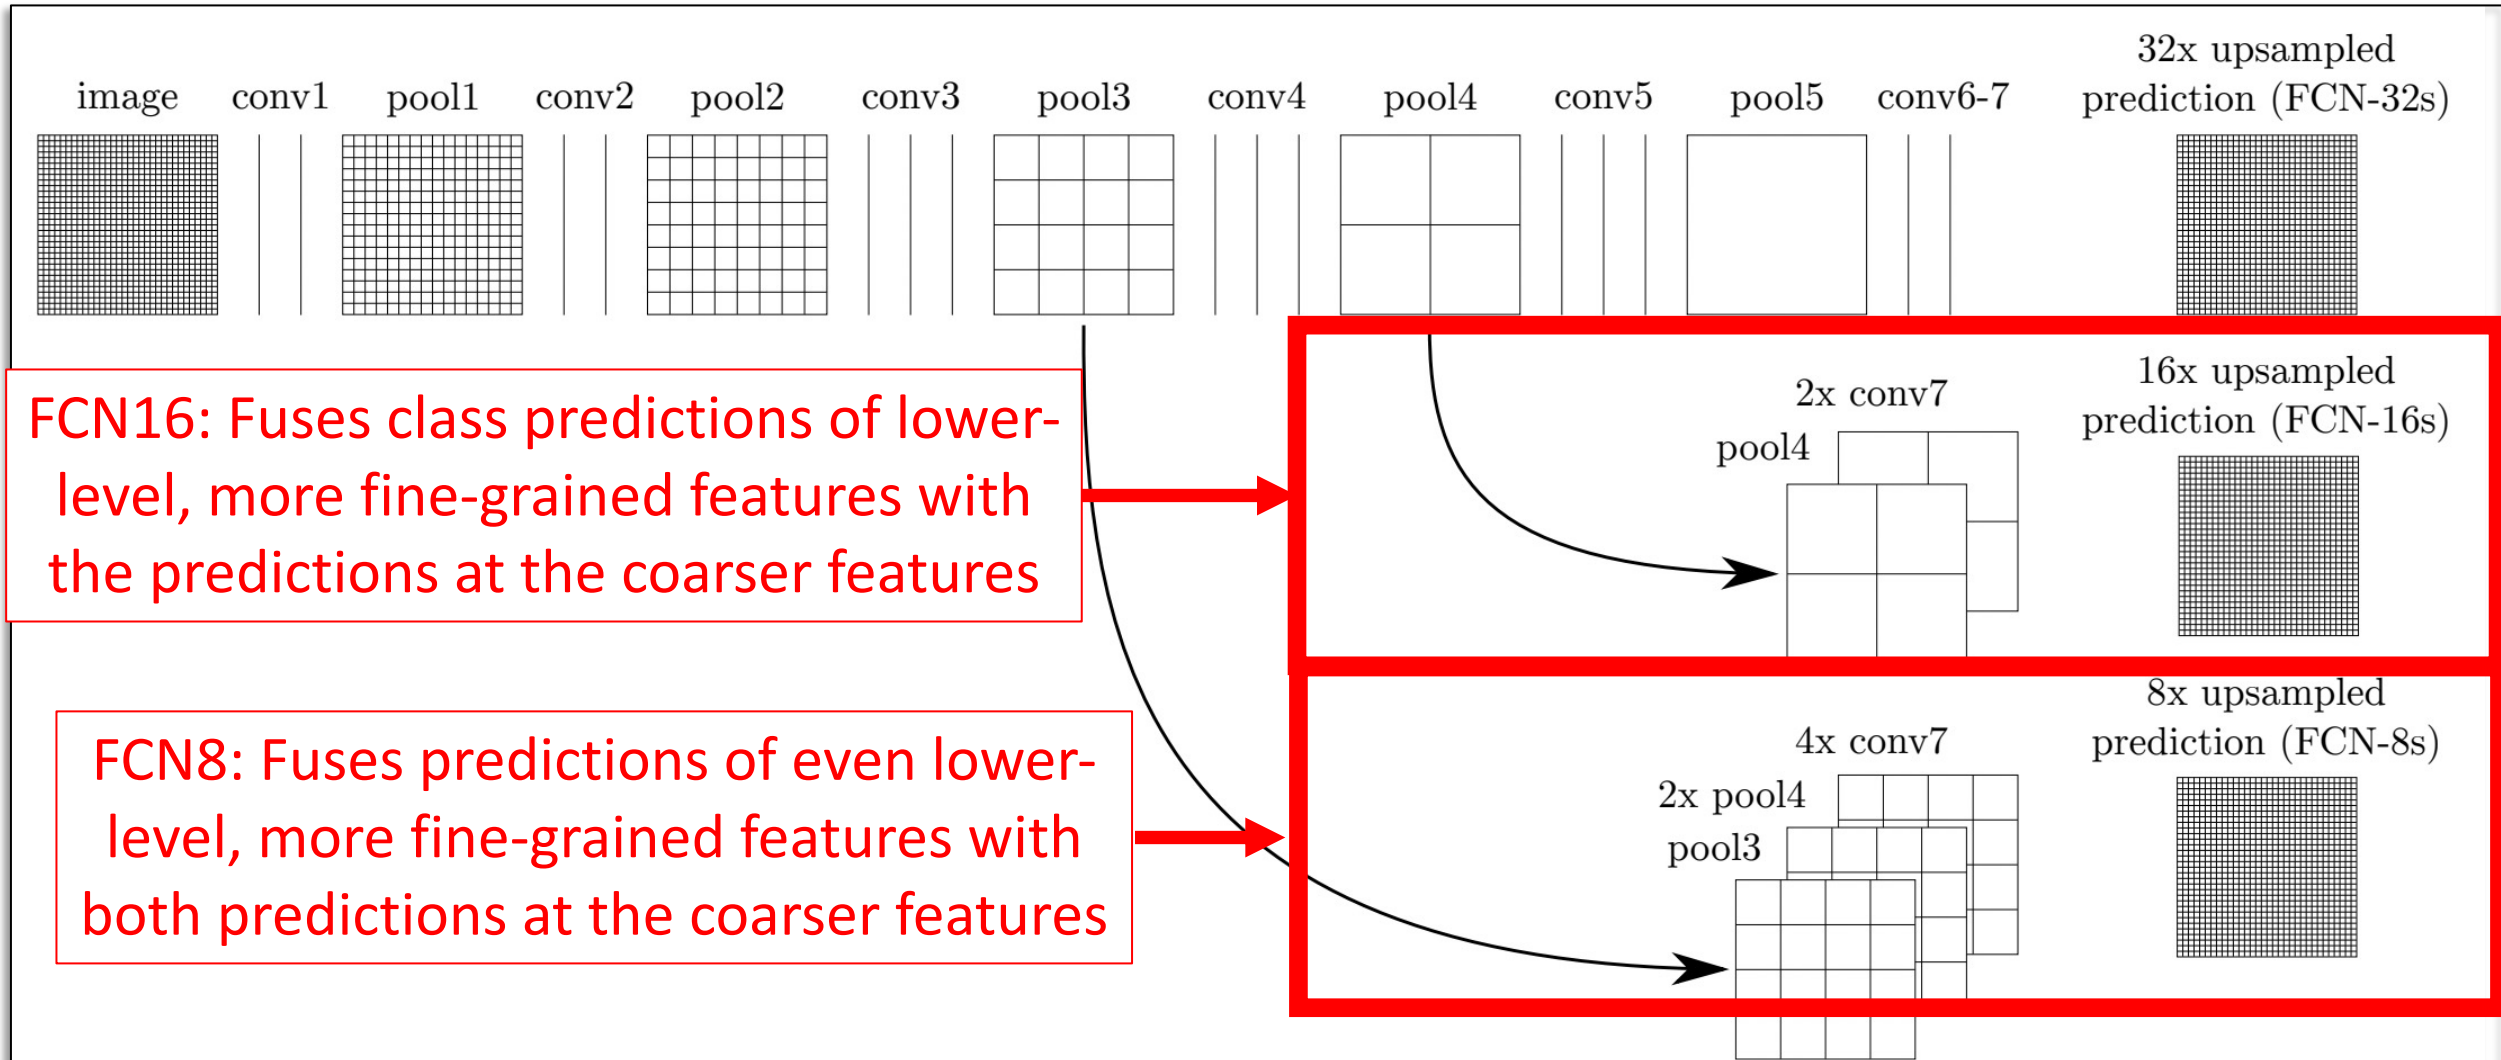 32x upsampled
image conv1 pool1 conv2 pool2 conv3 pool3 conv4 pool4 conv5 pool5 conv6-7 prediction (FCN-32s)
16x upsampled
2x conv7 prediction (FCN-16s)
pool4
FCN16: Fuses class predictions of lower-
level, more fine-grained features with
the predictions at the coarser features
8x upsampled
4x conv7 prediction (FCN-8s)
2x pool4
pool3
FCN8: Fuses predictions of even lower-
level, more fine-grained features with
both predictions at the coarser features